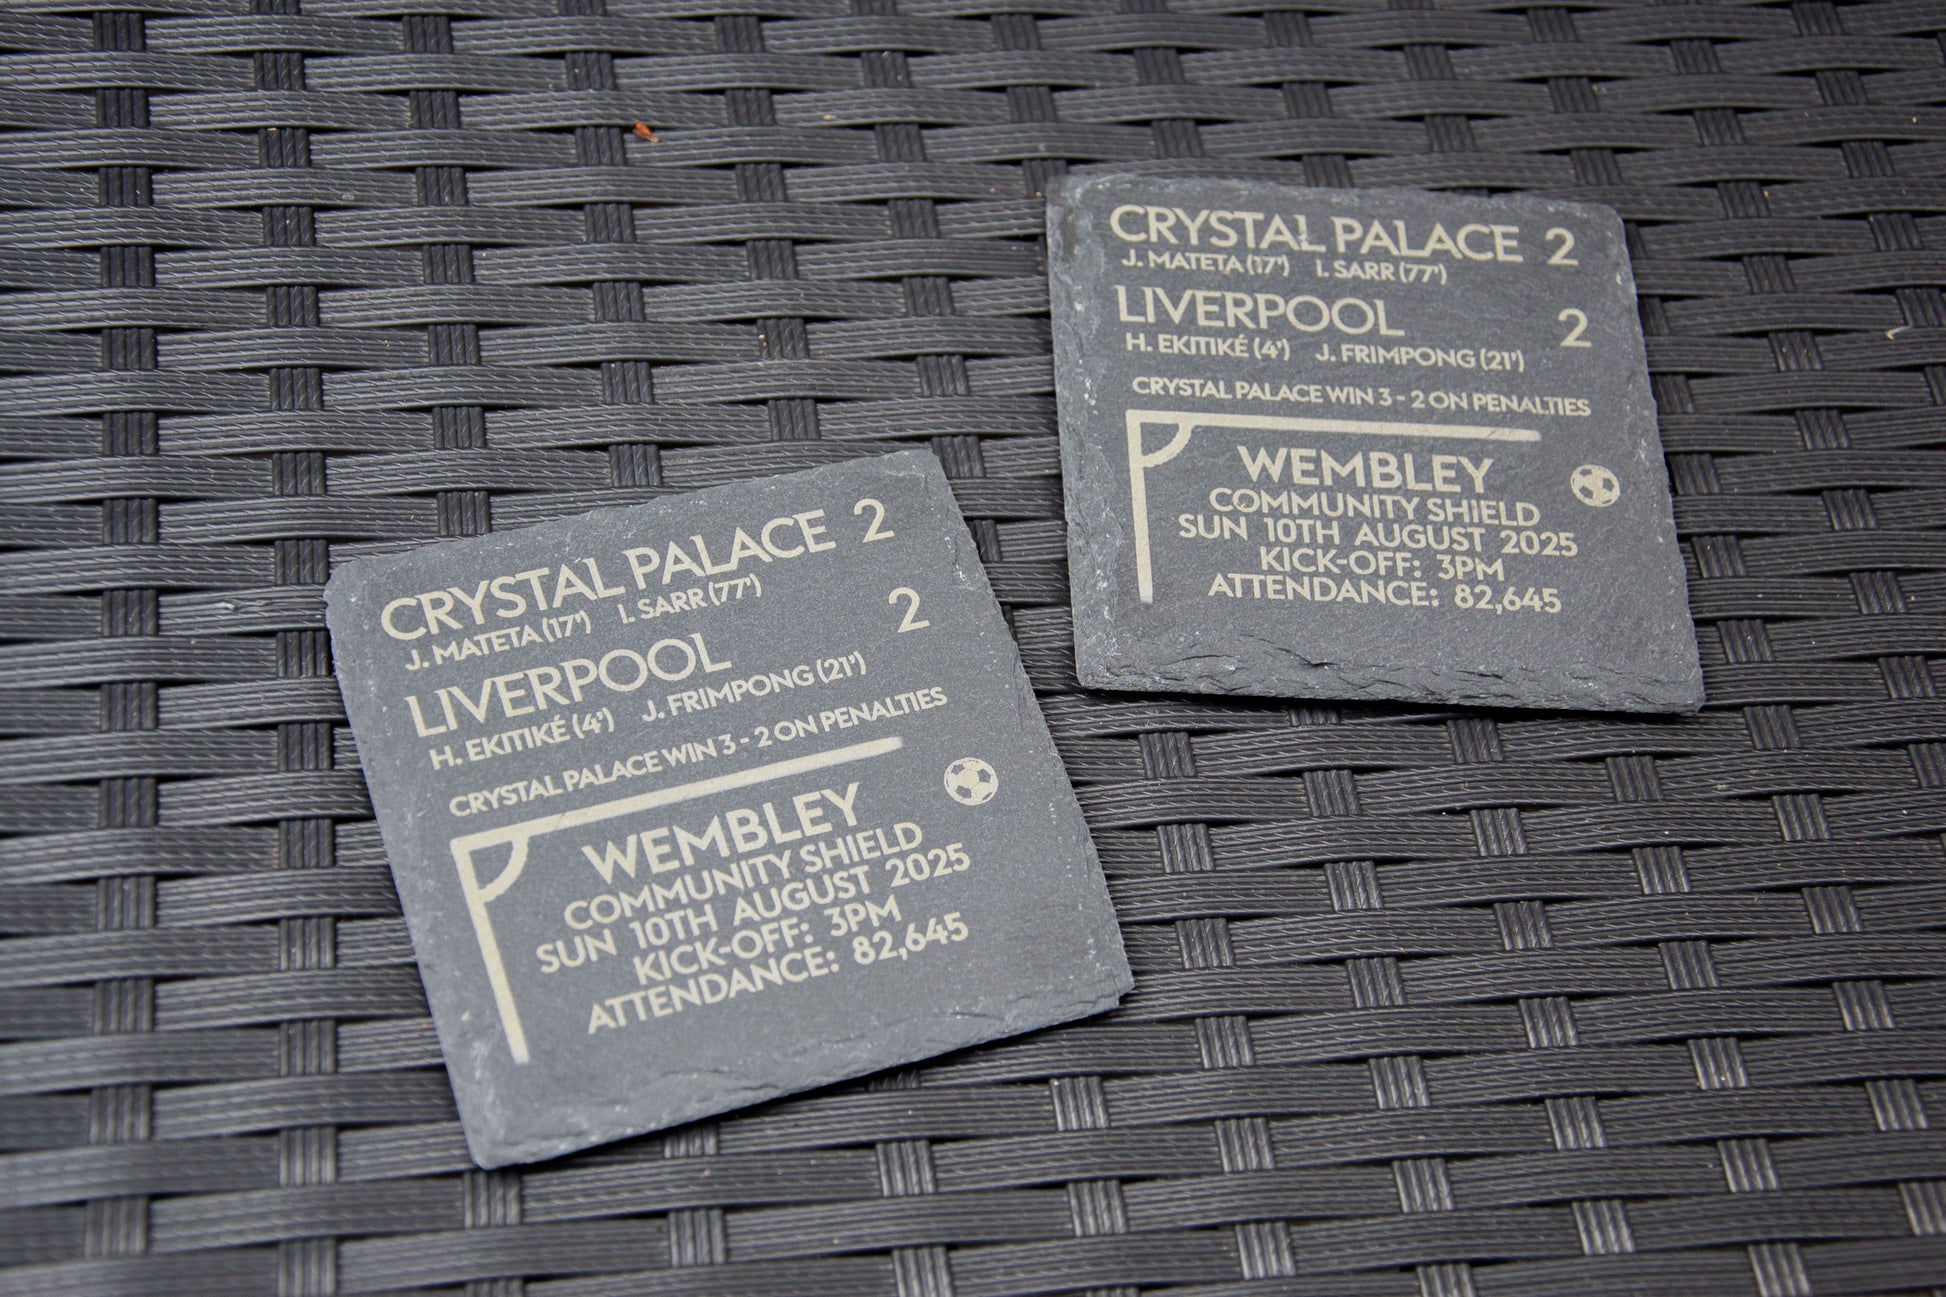 CRYSTAL PALACE 2
J. MATETA (17') I. SARR (77')
LIVERPOOL 2
H. EKITIKÉ (4') J. FRIMPONG (21')
CRYSTAL PALACE WIN 3 - 2 ON PENALTIES
WEMBLEY
COMMUNITY SHIELD
SUN 10TH AUGUST 2025
KICK-OFF: 3PM
ATTENDANCE: 82,645
CRYSTAL PALACE 2
J. MATETA (17') I. SARR (77')
LIVERPOOL 2
H. EKITIKÉ (4') J. FRIMPONG (21')
CRYSTAL PALACE WIN 3 - 2 ON PENALTIES
WEMBLEY
COMMUNITY SHIELD
SUN 10TH AUGUST 2025
KICK-OFF: 3PM
ATTENDANCE: 82,645